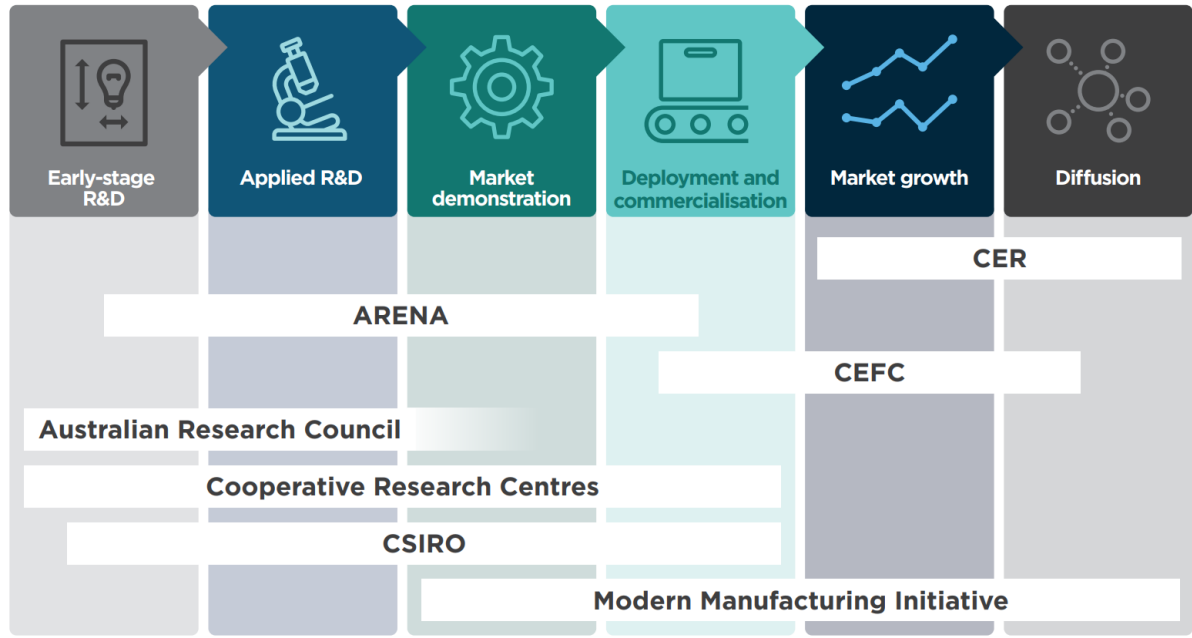 Early-stage
R&D
Applied R&D
Market
demonstration
Deployment and
commercialisation
Market growth
Diffusion
CER
ARENA
CEFC
Australian Research Council
Cooperative Research Centres
CSIRO
Modern Manufacturing Initiative